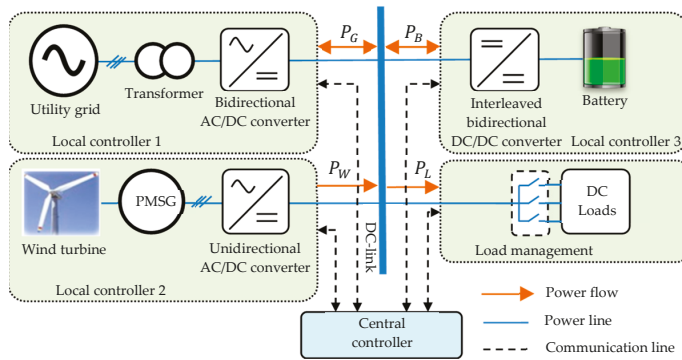 P_G
P_B
Utility grid
Transformer
Bidirectional
AC/DC converter
Local controller 1
Interleaved
bidirectional
DC/DC converter
Battery
Local controller 3
P_W
P_L
PMSG
Wind turbine
Unidirectional
AC/DC converter
Local controller 2
DC-link
DC
Loads
Load management
Central
controller
Power flow
Power line
Communication line